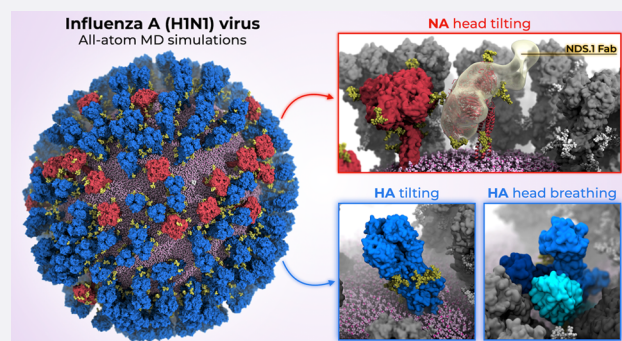 Influenza A (H1N1) virus
All-atom MD simulations
NA head tilting
NDS.1 Fab
HA tilting
HA head breathing